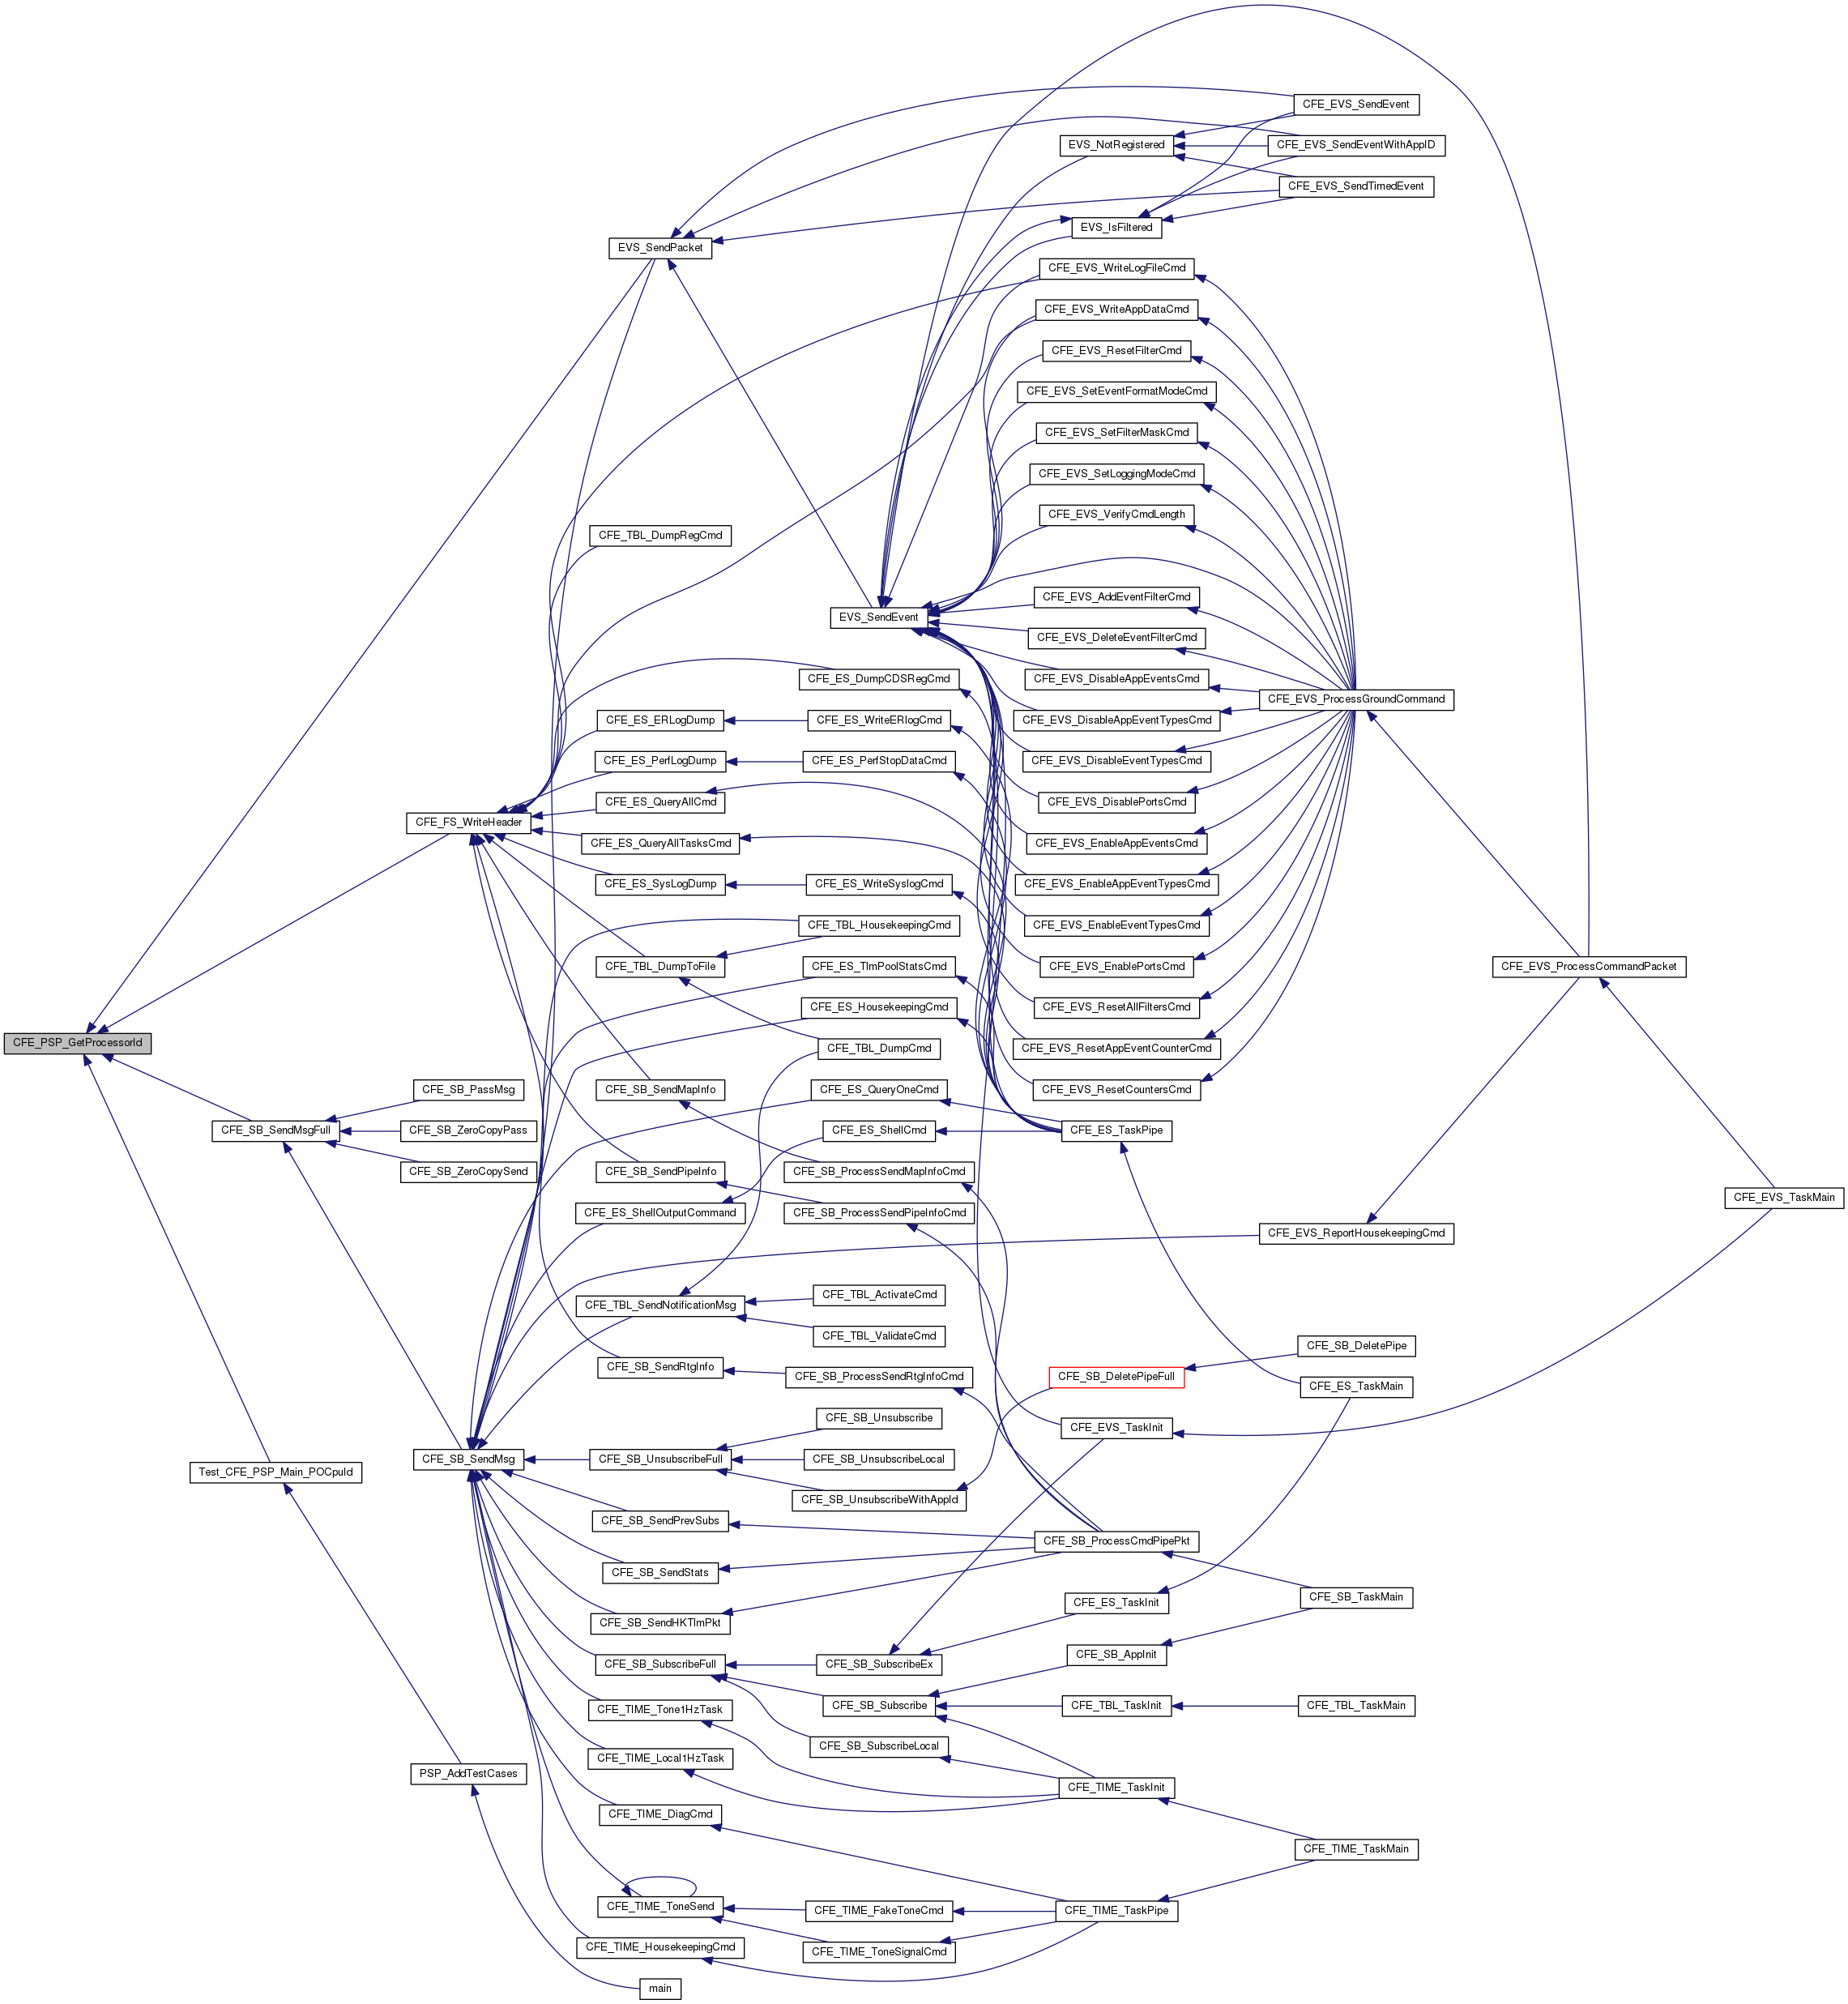 CFE_EVS_SendEvent
EVS_NotRegistered
CFE_EVS_SendEventWithAppID
CFE_EVS_SendTimedEvent
EVS_IsFiltered
EVS_SendPacket
CFE_EVS_WriteLogFileCmd
CFE_EVS_WriteAppDataCmd
CFE_EVS_ResetFilterCmd
CFE_EVS_SetEventFormatModeCmd
CFE_EVS_SetFilterMaskCmd
CFE_EVS_SetLoggingModeCmd
CFE_EVS_VerifyCmdLength
CFE_TBL_DumpRegCmd
CFE_EVS_AddEventFilterCmd
EVS_SendEvent
CFE_EVS_DeleteEventFilterCmd
CFE_ES_DumpCDSRegCmd
CFE_EVS_DisableAppEventsCmd
CFE_EVS_ProcessGroundCommand
CFE_ES_ERLogDump
CFE_ES_WriteERlogCmd
CFE_EVS_DisableAppEventTypesCmd
CFE_ES_PerfLogDump
CFE_ES_PerfStopDataCmd
CFE_EVS_DisableEventTypesCmd
CFE_ES_QueryAllCmd
CFE_EVS_DisablePortsCmd
CFE_FS_WriteHeader
CFE_ES_QueryAllTasksCmd
CFE_EVS_EnableAppEventsCmd
CFE_ES_SysLogDump
CFE_ES_WriteSyslogCmd
CFE_EVS_EnableAppEventTypesCmd
CFE_TBL_HousekeepingCmd
CFE_EVS_EnableEventTypesCmd
CFE_TBL_DumpToFile
CFE_ES_TlmPoolStatsCmd
CFE_EVS_EnablePortsCmd
CFE_EVS_ProcessCommandPacket
CFE_ES_HousekeepingCmd
CFE_EVS_ResetAllFiltersCmd
CFE_PSP_GetProcessorId
CFE_TBL_DumpCmd
CFE_EVS_ResetAppEventCounterCmd
CFE_SB_PassMsg
CFE_SB_SendMapInfo
CFE_ES_QueryOneCmd
CFE_EVS_ResetCountersCmd
CFE_SB_SendMsgFull
CFE_SB_ZeroCopyPass
CFE_ES_ShellCmd
CFE_ES_TaskPipe
CFE_SB_ZeroCopySend
CFE_SB_SendPipeInfo
CFE_SB_ProcessSendMapInfoCmd
CFE_EVS_TaskMain
CFE_ES_ShellOutputCommand
CFE_SB_ProcessSendPipeInfoCmd
CFE_EVS_ReportHousekeepingCmd
CFE_TBL_SendNotificationMsg
CFE_TBL_ActivateCmd
CFE_TBL_ValidateCmd
CFE_SB_DeletePipe
CFE_SB_SendRtgInfo
CFE_SB_ProcessSendRtgInfoCmd
CFE_SB_DeletePipeFull
CFE_ES_TaskMain
CFE_SB_Unsubscribe
CFE_EVS_TaskInit
CFE_SB_SendMsg
CFE_SB_UnsubscribeFull
CFE_SB_UnsubscribeLocal
Test_CFE_PSP_Main_POCpuId
CFE_SB_UnsubscribeWithAppId
CFE_SB_SendPrevSubs
CFE_SB_ProcessCmdPipePkt
CFE_SB_SendStats
CFE_ES_TaskInit
CFE_SB_TaskMain
CFE_SB_SendHKTlmPkt
CFE_SB_AppInit
CFE_SB_SubscribeFull
CFE_SB_SubscribeEx
CFE_SB_Subscribe
CFE_TBL_TaskInit
CFE_TBL_TaskMain
CFE_TIME_Tone1HzTask
CFE_SB_SubscribeLocal
CFE_TIME_Local1HzTask
PSP_AddTestCases
CFE_TIME_TaskInit
CFE_TIME_DiagCmd
CFE_TIME_TaskMain
CFE_TIME_ToneSend
CFE_TIME_FakeToneCmd
CFE_TIME_TaskPipe
CFE_TIME_HousekeepingCmd
CFE_TIME_ToneSignalCmd
main